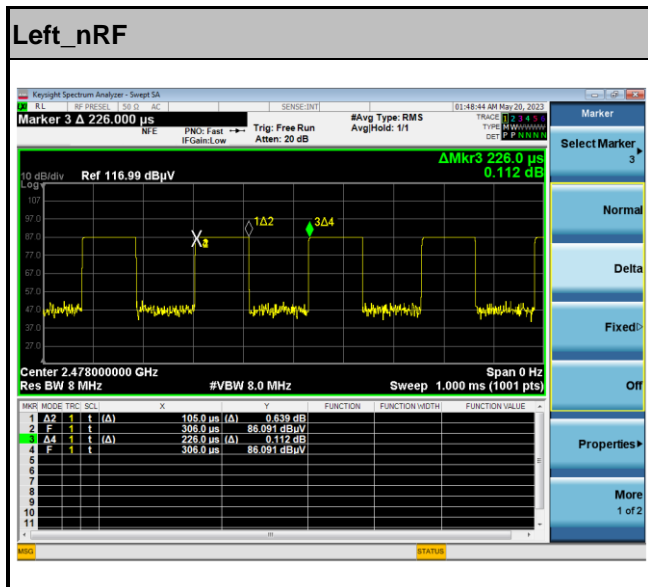 Left_nRF
Keysight Spectrum Analyzer - Swept SA
RL RF PRESEL 50 Ω AC SENSE:INT 01:48:44 AM May 20, 2023
Marker 3 Δ 226.000 µs #Avg Type: RMS TRACE 1 2 3 4 5 6
NFE PNO: Fast Trig: Free Run Avg|Hold: 1/1 TYPE MWWWWW
IFGain:Low Atten: 20 dB DET P P N N N N
Marker
Select Marker
3
Normal
Delta
Fixed
Off
Properties
More
1 of 2
ΔMkr3 226.0 µs
10 dB/div Ref 116.99 dBµV 0.112 dB
Log
107
97.0
87.0
77.0
67.0
57.0
47.0
37.0
27.0
1Δ2
3Δ4
Center 2.478000000 GHz Span 0 Hz
Res BW 8 MHz #VBW 8.0 MHz Sweep 1.000 ms (1001 pts)
MKR MODE TRC SCL X Y FUNCTION FUNCTION WIDTH FUNCTION VALUE
1 Δ2 1 t (Δ) 105.0 µs (Δ) 0.639 dB
2 F 1 t 306.0 µs 86.091 dBµV
3 Δ4 1 t (Δ) 226.0 µs (Δ) 0.112 dB
4 F 1 t 306.0 µs 86.091 dBµV
5
6
7
8
9
10
11
MSG STATUS